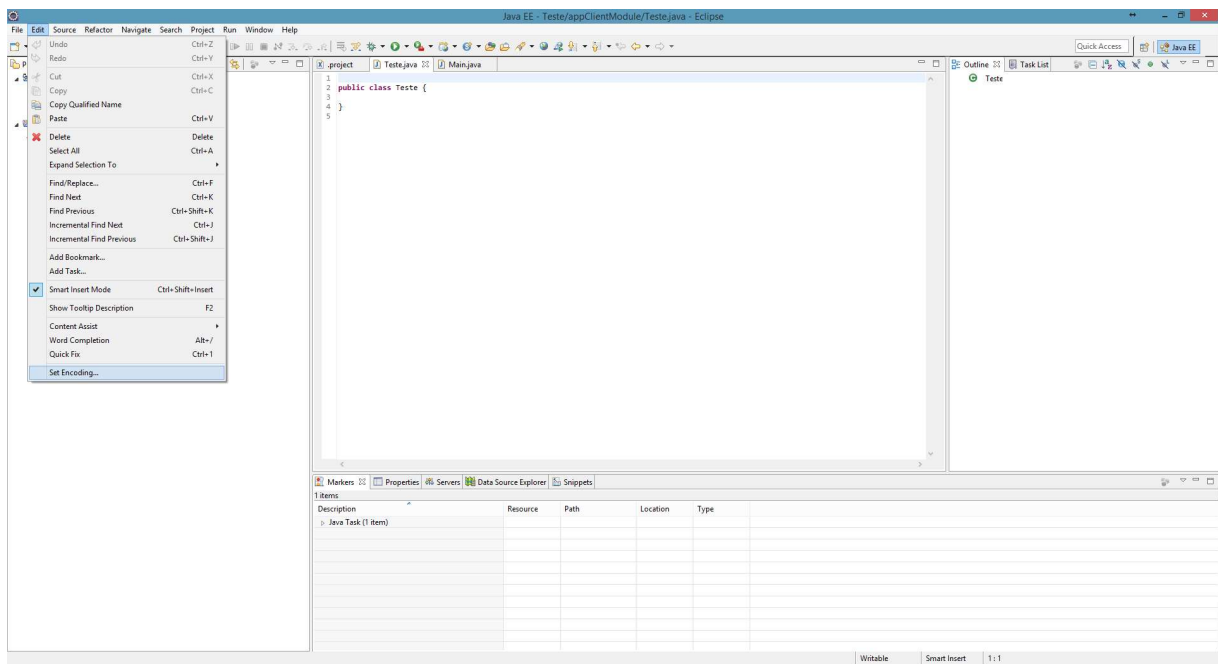 Java EE - Teste/appClientModule/Teste.java - Eclipse
File Edit Source Refactor Navigate Search Project Run Window Help
Quick Access Java EE
Undo Ctrl+Z
Redo Ctrl+Y
Cut Ctrl+X
Copy Ctrl+C
Copy Qualified Name
Paste Ctrl+V
Delete Delete
Select All Ctrl+A
Expand Selection To
Find/Replace... Ctrl+F
Find Next Ctrl+K
Find Previous Ctrl+Shift+K
Incremental Find Next Ctrl+J
Incremental Find Previous Ctrl+Shift+J
Add Bookmark...
Add Task...
Smart Insert Mode Ctrl+Shift+Insert
Show Tooltip Description F2
Content Assist
Word Completion Alt+/
Quick Fix Ctrl+1
Set Encoding...
.project Teste.java Main.java
1
2 public class Teste {
3
4 }
5
Outline Task List
Teste
Markers Properties Servers Data Source Explorer Snippets
1 items
Description Resource Path Location Type
Java Task (1 item)
Writable Smart Insert 1 : 1